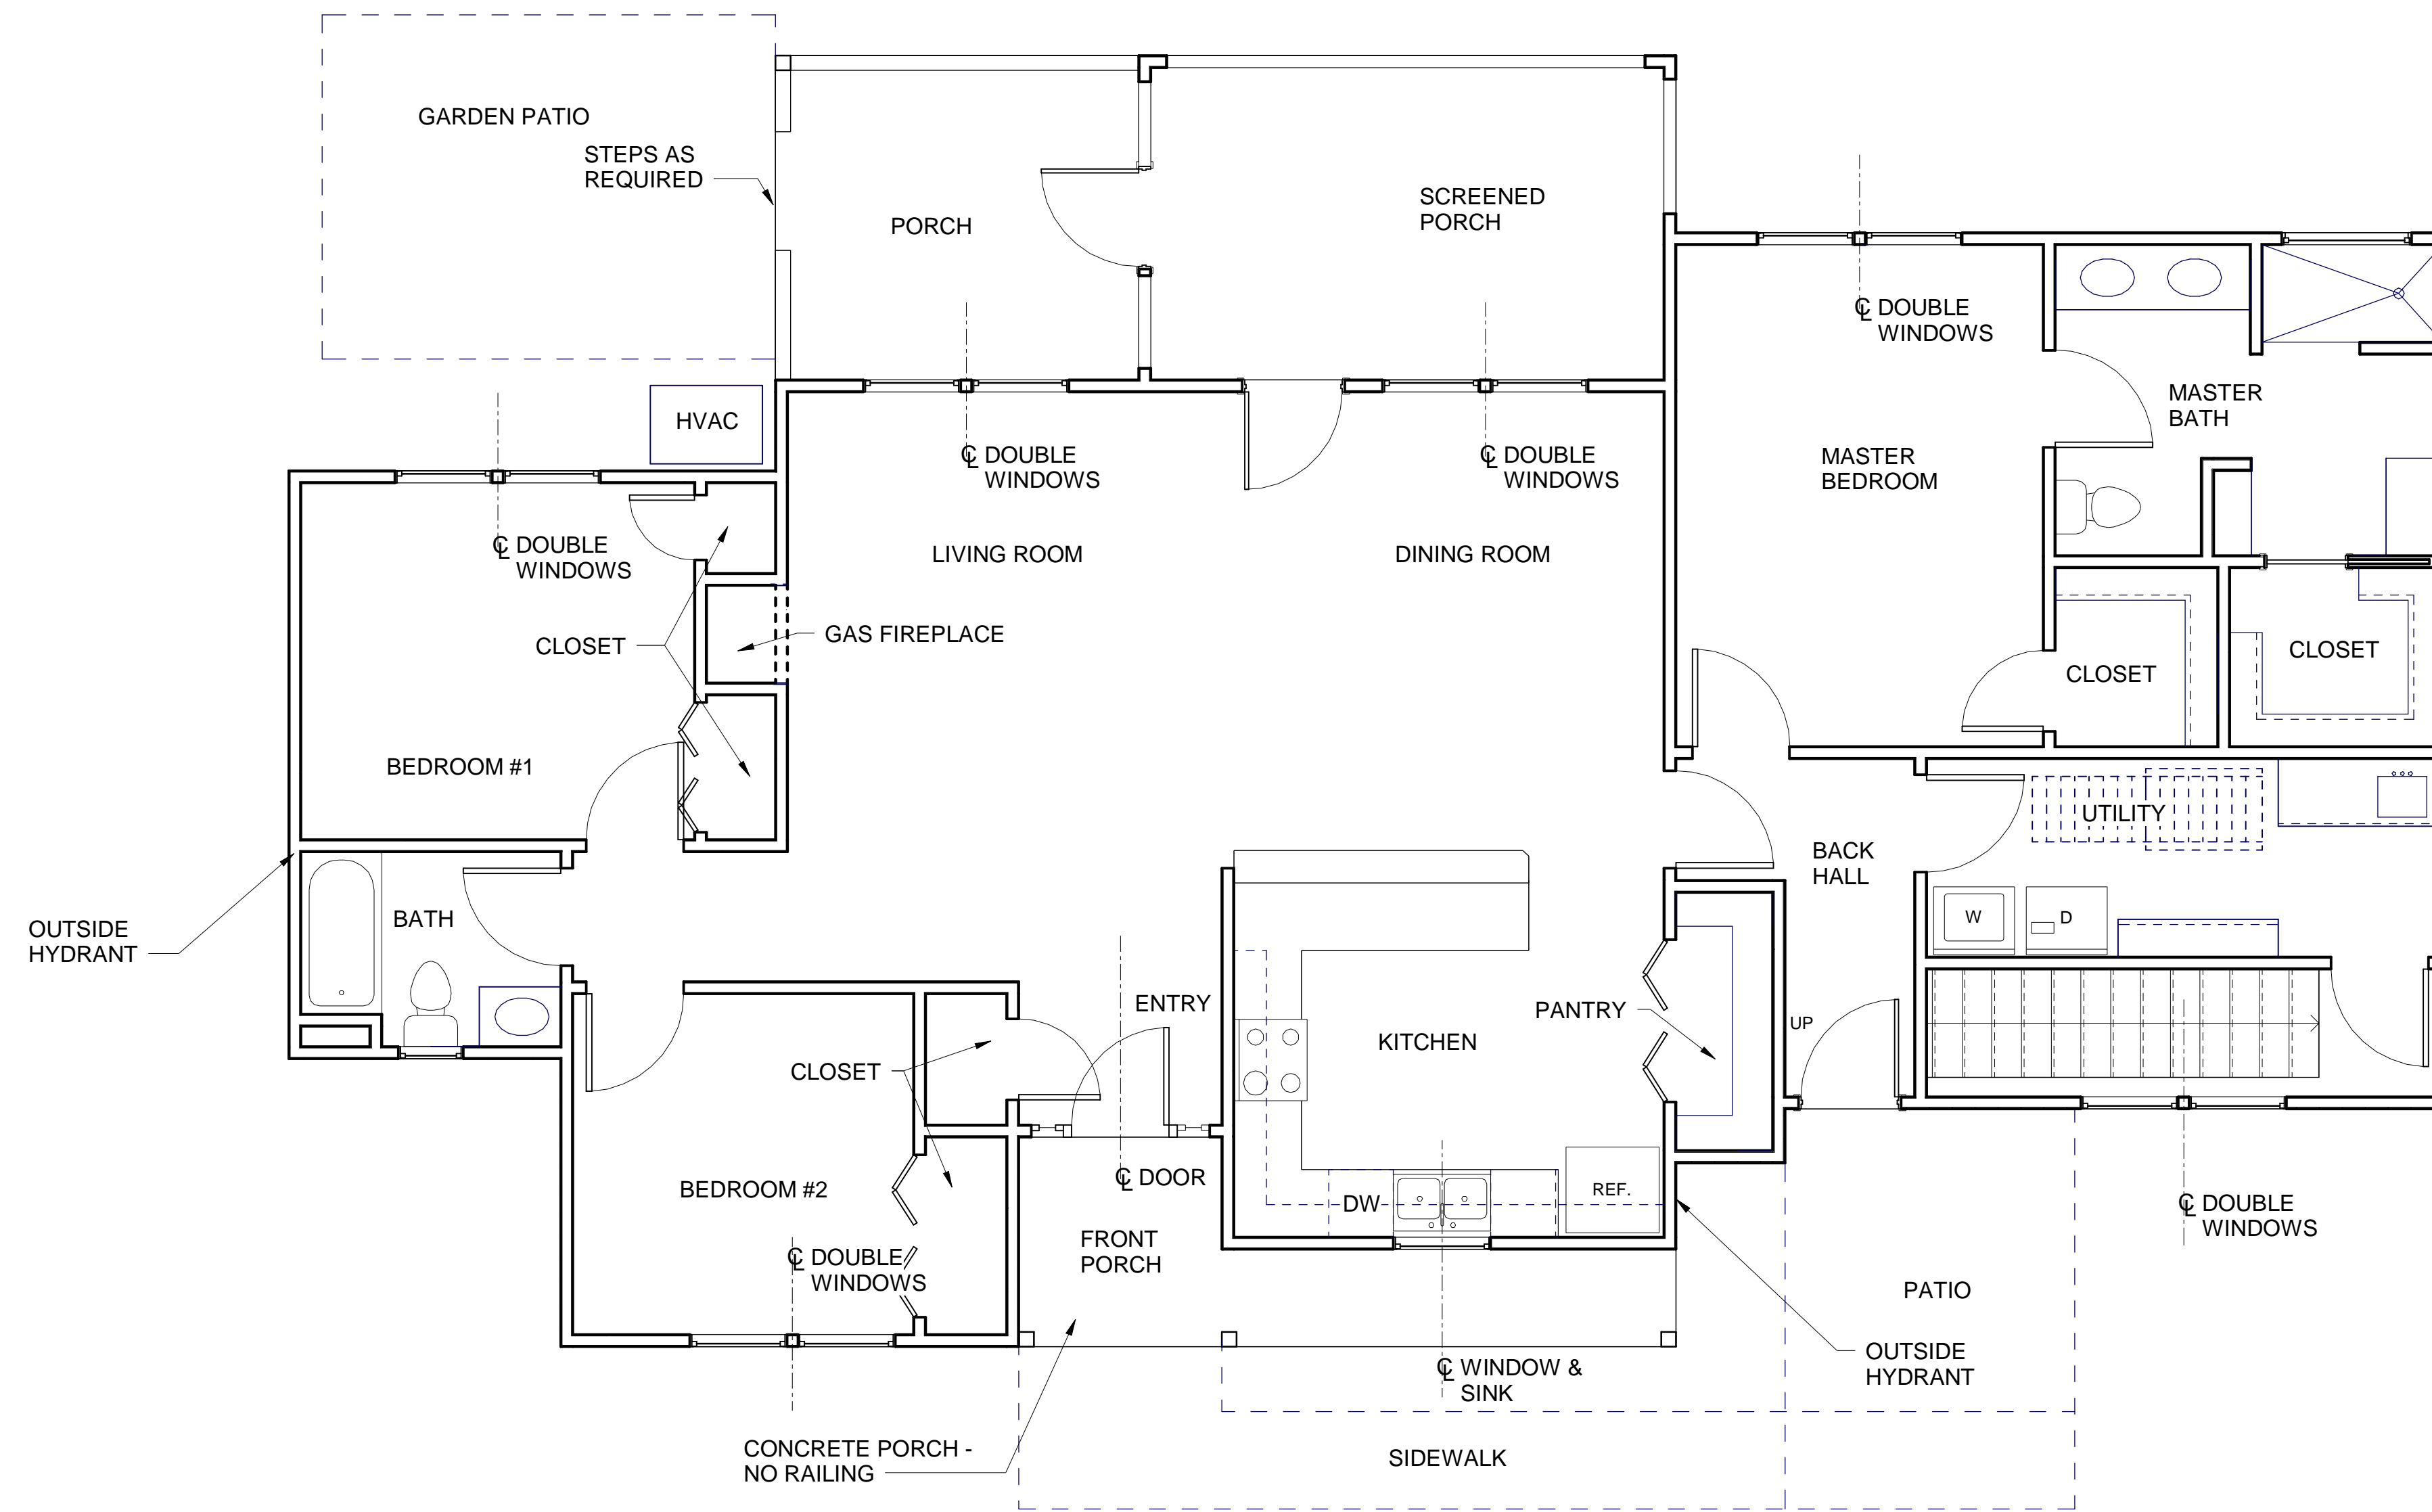 GARDEN PATIO
STEPS AS
REQUIRED
PORCH
SCREENED
PORCH
℄ DOUBLE
WINDOWS
MASTER
BATH
HVAC
℄ DOUBLE
WINDOWS
℄ DOUBLE
WINDOWS
MASTER
BEDROOM
℄ DOUBLE
WINDOWS
LIVING ROOM
DINING ROOM
GAS FIREPLACE
CLOSET
CLOSET
CLOSET
BEDROOM #1
UTILITY
BACK
HALL
OUTSIDE
HYDRANT
BATH
W
D
ENTRY
PANTRY
UP
KITCHEN
CLOSET
℄ DOOR
BEDROOM #2
DW
REF.
℄ DOUBLE
WINDOWS
FRONT
PORCH
℄ DOUBLE
WINDOWS
PATIO
OUTSIDE
HYDRANT
℄ WINDOW &
SINK
CONCRETE PORCH -
NO RAILING
SIDEWALK